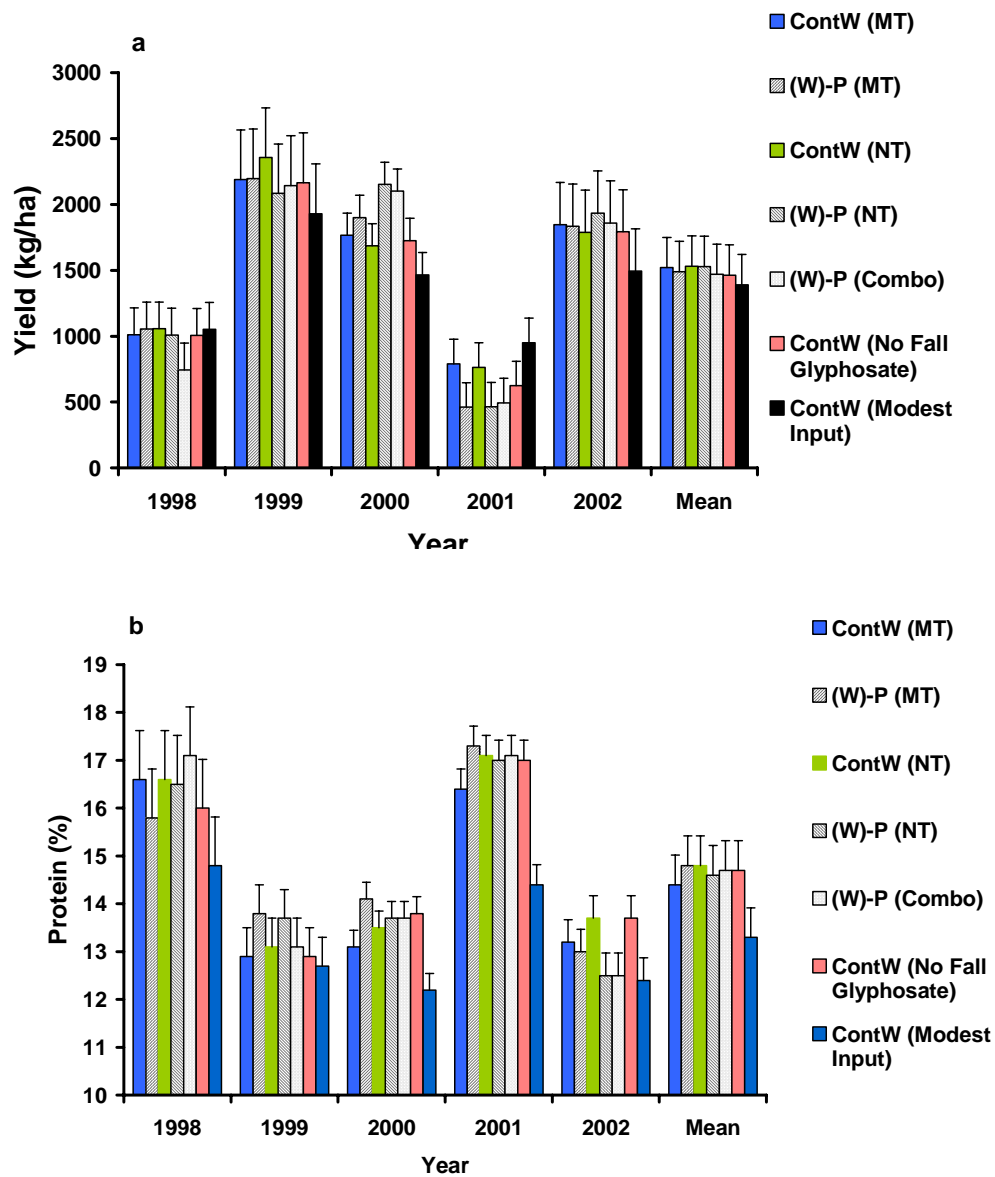 a
3000
2500
2000
1500
1000
500
0
Yield (kg/ha)
1998 1999 2000 2001 2002 Mean
Year
ContW (MT)
(W)-P (MT)
ContW (NT)
(W)-P (NT)
(W)-P (Combo)
ContW (No Fall
Glyphosate)
ContW (Modest
Input)
b
19
18
17
16
15
14
13
12
11
10
Protein (%)
1998 1999 2000 2001 2002 Mean
Year
ContW (MT)
(W)-P (MT)
ContW (NT)
(W)-P (NT)
(W)-P (Combo)
ContW (No Fall
Glyphosate)
ContW (Modest
Input)